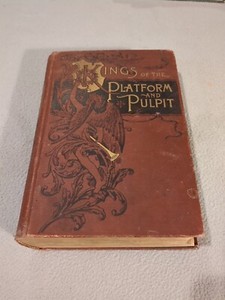 KINGS OF THE
PLATFORM
AND
PULPIT